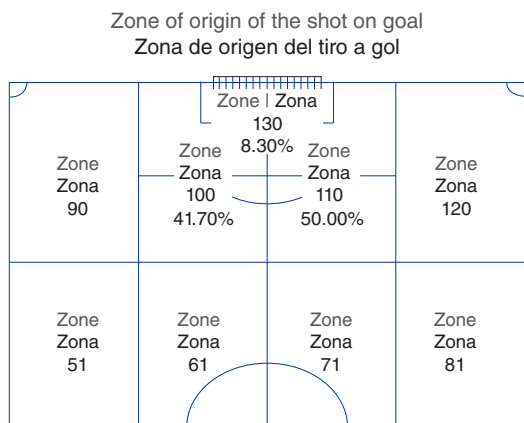 Zone of origin of the shot on goal
Zona de origen del tiro a gol
Zone | Zona
130
8.30%
Zone
Zona
90
Zone
Zona
100
41.70%
Zone
Zona
110
50.00%
Zone
Zona
120
Zone
Zona
51
Zone
Zona
61
Zone
Zona
71
Zone
Zona
81